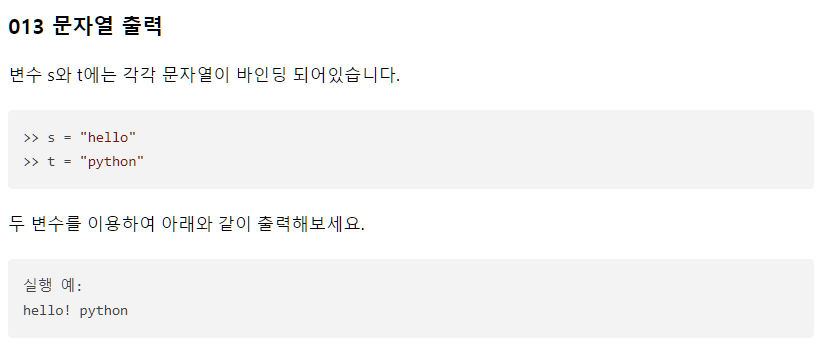 013 문자열 출력
변수 s와 t에는 각각 문자열이 바인딩 되어있습니다.
>> s = "hello"
>> t = "python"
두 변수를 이용하여 아래와 같이 출력해보세요.
실행 예:
hello! python